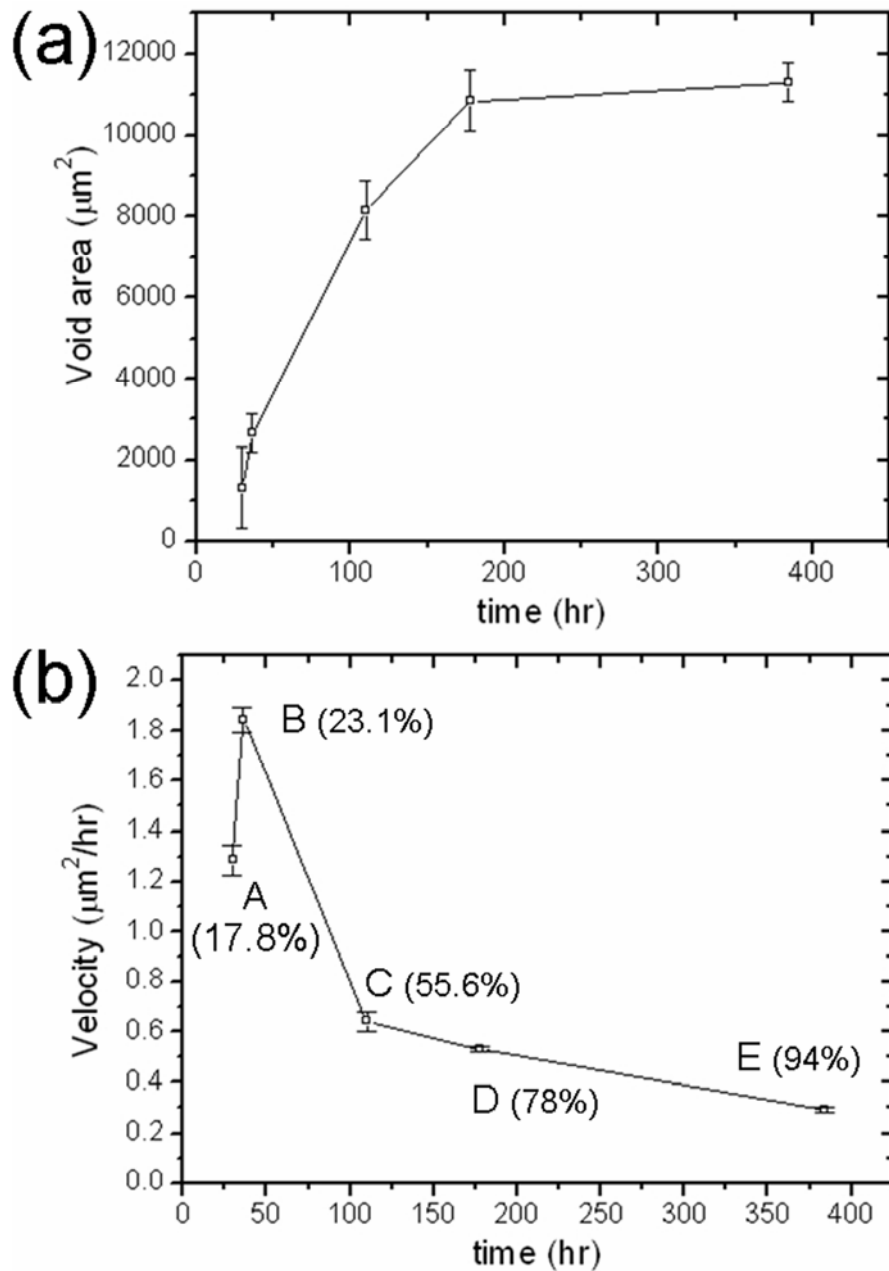 (a)
12000
10000
8000
6000
4000
2000
0
Void area (μm²)
0 100 200 300 400
time (hr)
(b)
2.0
1.8
1.6
1.4
1.2
1.0
0.8
0.6
0.4
0.2
0.0
Velocity (μm²/hr)
B (23.1%)
A
(17.8%)
C (55.6%)
E (94%)
D (78%)
0 50 100 150 200 250 300 350 400
time (hr)